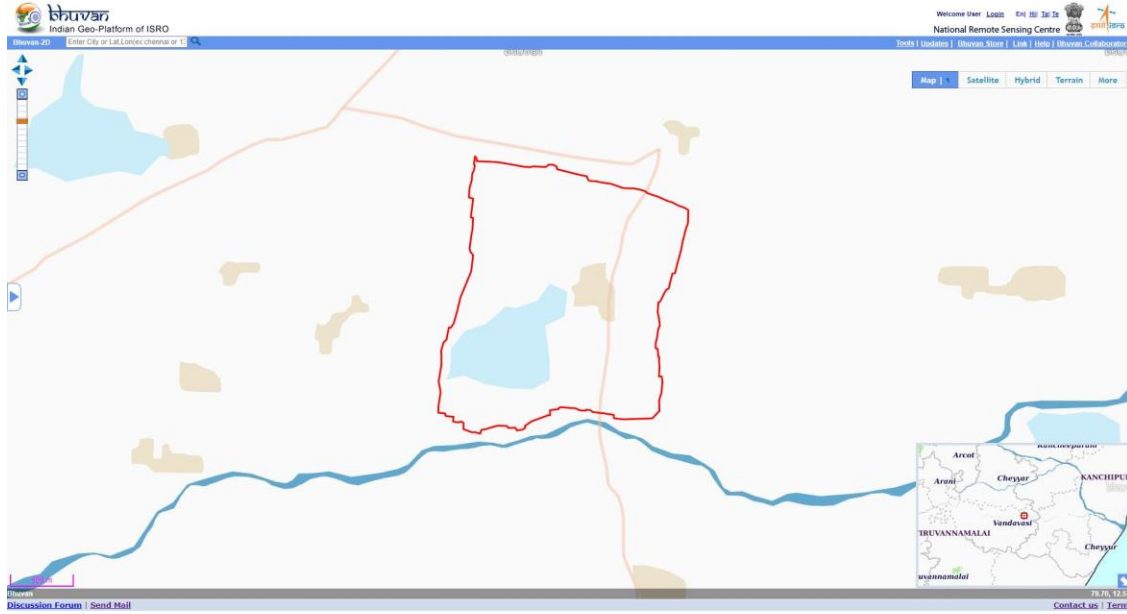 bhuvan
Indian Geo-Platform of ISRO
Welcome User Login En| Hi| Ta| Te
National Remote Sensing Centre
Bhuvan-2D Enter City or Lat,Lon(ex:chennai or 1
Tools | Updates | Bhuvan Store | Link | Help | Bhuvan Collaborator
Map | Satellite Hybrid Terrain More
Arcot
Arani Cheyyar KANCHIPU
Vandavasi
TIRUVANNAMALAI
Cheyyur
uvannamalai
Bhuvan 79.70, 12.5
Discussion Forum | Send Mail Contact us | Term